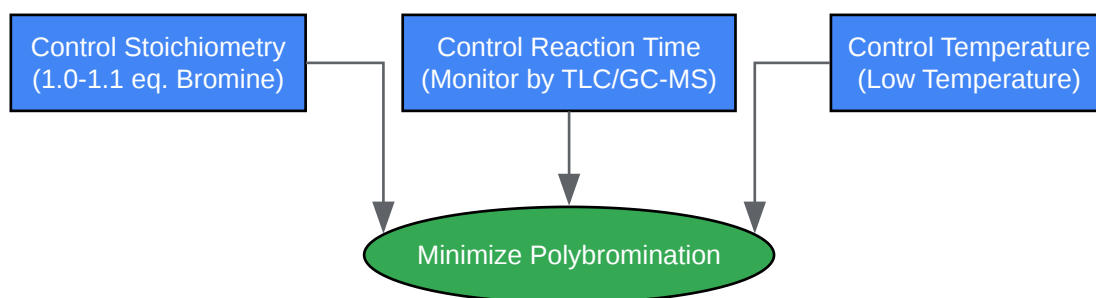 Control Stoichiometry
(1.0-1.1 eq. Bromine)
Control Reaction Time
(Monitor by TLC/GC-MS)
Control Temperature
(Low Temperature)
Minimize Polybromination